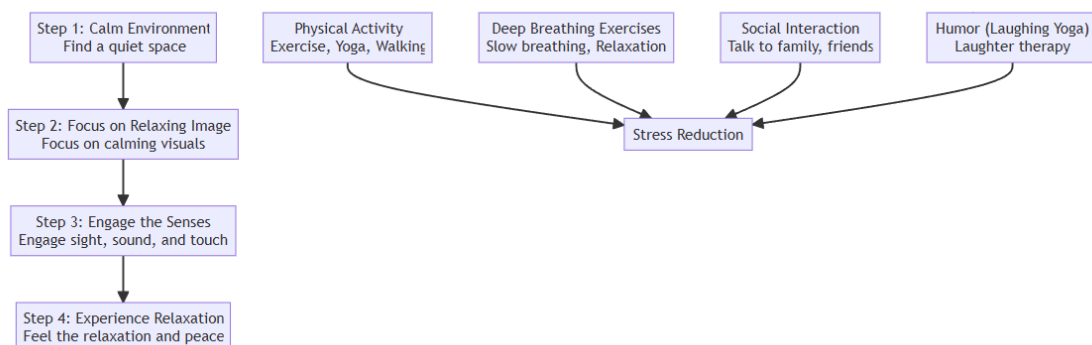 Step 1: Calm Environment
Find a quiet space
Physical Activity
Exercise, Yoga, Walking
Deep Breathing Exercises
Slow breathing, Relaxation
Social Interaction
Talk to family, friends
Humor (Laughing Yoga)
Laughter therapy
Step 2: Focus on Relaxing Image
Focus on calming visuals
Stress Reduction
Step 3: Engage the Senses
Engage sight, sound, and touch
Step 4: Experience Relaxation
Feel the relaxation and peace